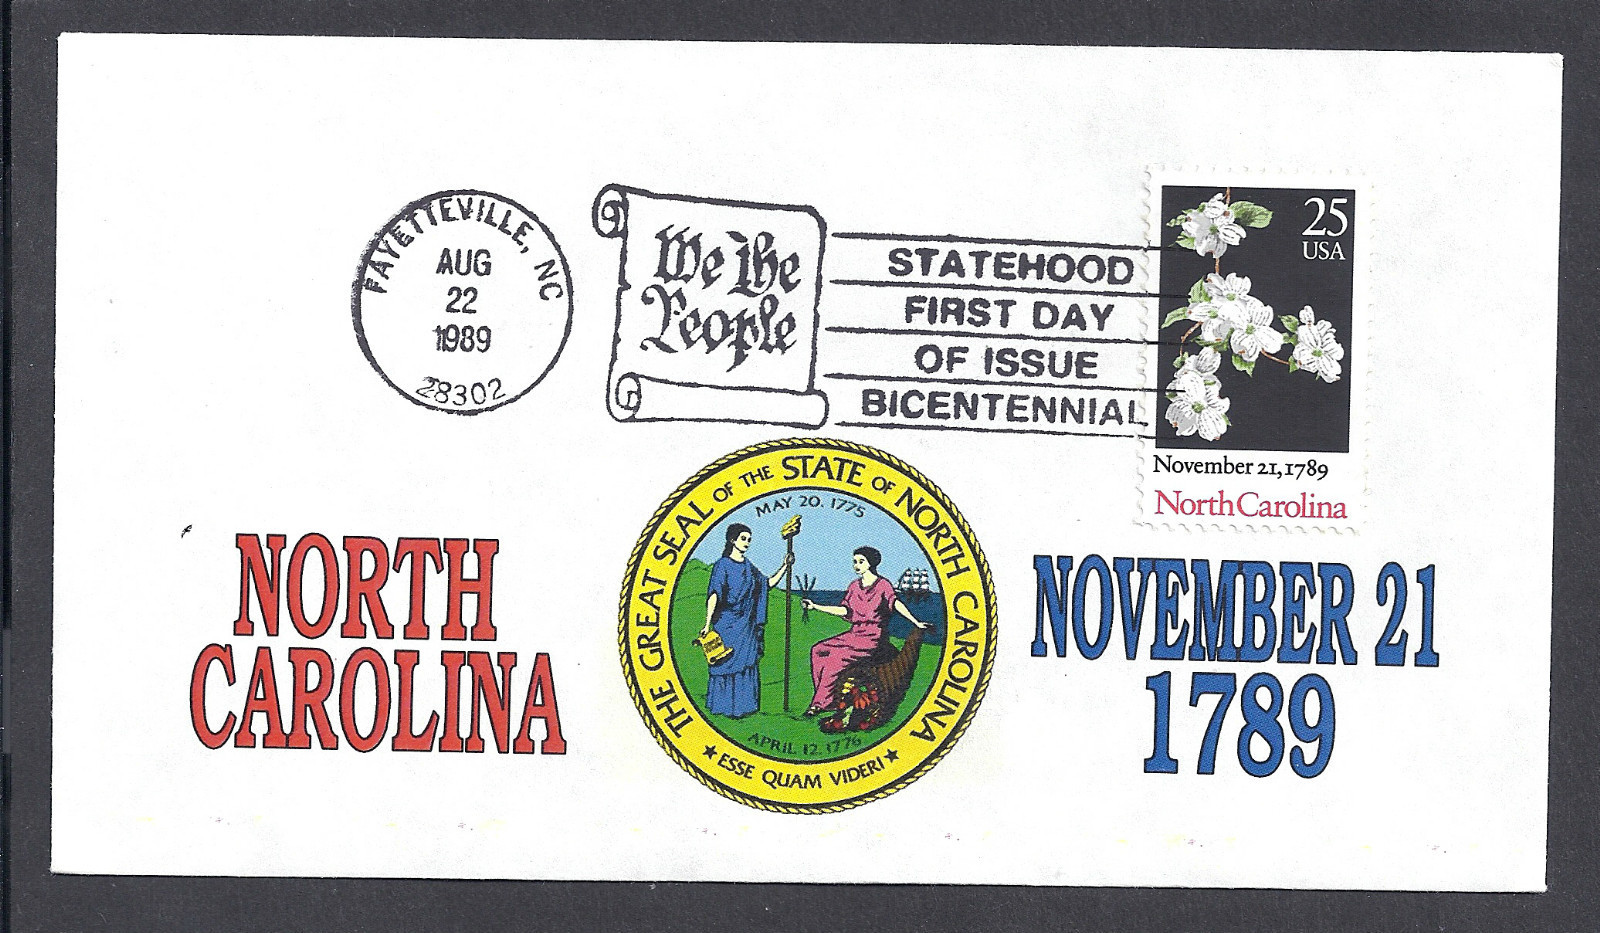 FAYETTEVILLE, NC
AUG
22
1989
28302
We the
People
STATEHOOD
FIRST DAY
OF ISSUE
BICENTENNIAL
25
USA
November 21, 1789
North Carolina
THE GREAT SEAL OF THE STATE OF NORTH CAROLINA
MAY 20, 1775
APRIL 12, 1776
★ ESSE QUAM VIDERI ★
NORTH
CAROLINA
NOVEMBER 21
1789